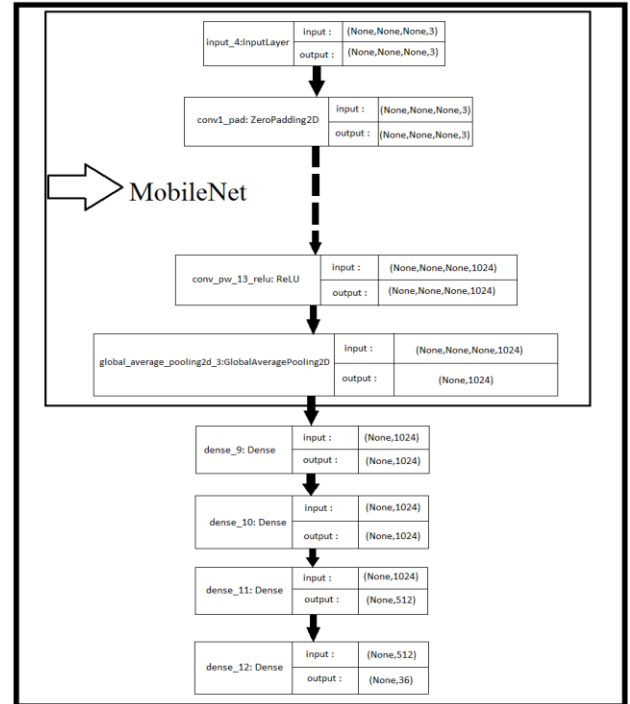 input_4:InputLayer
input : (None,None,None,3)
output : (None,None,None,3)
conv1_pad: ZeroPadding2D
input : (None,None,None,3)
output : (None,None,None,3)
MobileNet
conv_pw_13_relu: ReLU
input : (None,None,None,1024)
output : (None,None,None,1024)
global_average_pooling2d_3:GlobalAveragePooling2D
input : (None,None,None,1024)
output : (None,1024)
dense_9: Dense
input : (None,1024)
output : (None,1024)
dense_10: Dense
input : (None,1024)
output : (None,1024)
dense_11: Dense
input : (None,1024)
output : (None,512)
dense_12: Dense
input : (None,512)
output : (None,36)